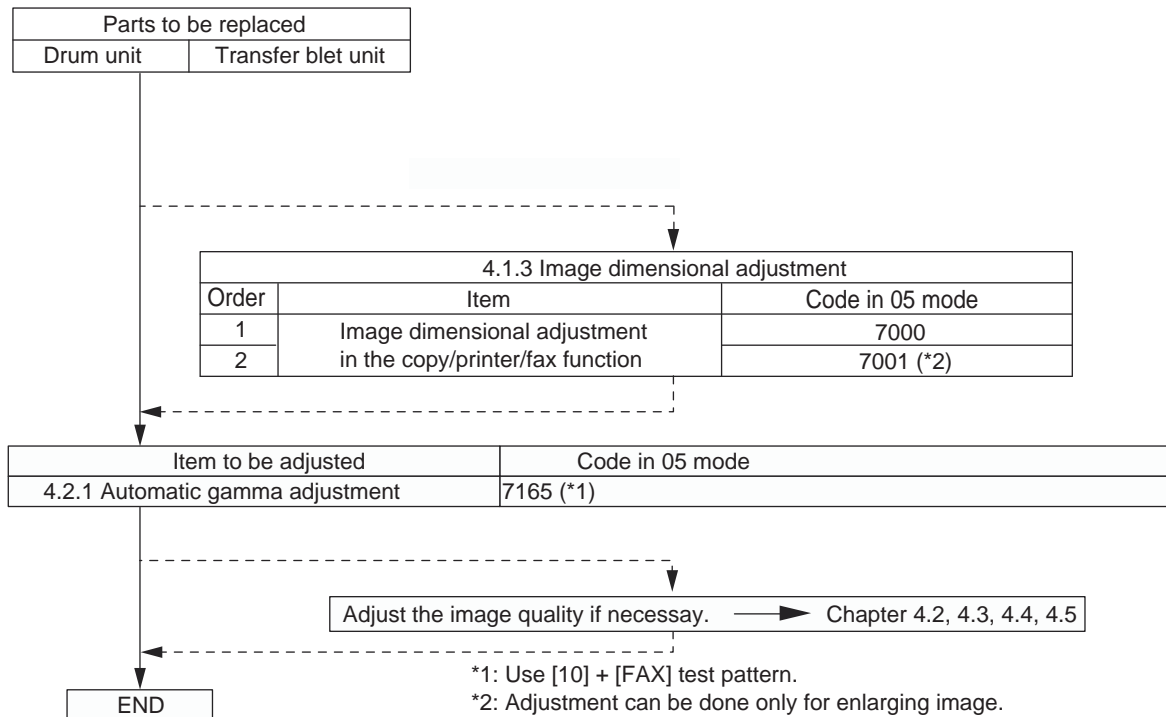 Parts to be replaced
Drum unit Transfer blet unit
4.1.3 Image dimensional adjustment
Order Item Code in 05 mode
1 Image dimensional adjustment 7000
2 in the copy/printer/fax function 7001 (*2)
Item to be adjusted Code in 05 mode
4.2.1 Automatic gamma adjustment 7165 (*1)
Adjust the image quality if necessay. Chapter 4.2, 4.3, 4.4, 4.5
*1: Use [10] + [FAX] test pattern.
*2: Adjustment can be done only for enlarging image.
END